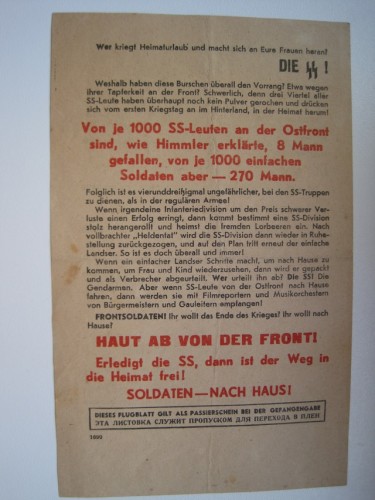 Wer kriegt Heimaturlaub und macht sich an Eure Frauen heran?
DIE ᛋᛋ !
Weshalb haben diese Burschen überall den Vorrang? Etwa wegen
ihrer Tapferkeit an der Front? Schwerlich, denn drei Viertel aller
SS-Leute haben überhaupt noch kein Pulver gerochen und drücken
sich vom ersten Kriegstag an im Hinterland, in der Heimat herum!
Von je 1000 SS-Leuten an der Ostfront
sind, wie Himmler erklärte, 8 Mann
gefallen, von je 1000 einfachen
Soldaten aber — 270 Mann.
Folglich ist es vierunddreißigmal ungefährlicher, bei den SS-Truppen
zu dienen, als in der regulären Armee!
Wenn irgendeine Infanteriedivision um den Preis schwerer Ver-
luste einen Erfolg erringt, dann kommt bestimmt eine SS-Division
stolz herangerollt und heimst die fremden Lorbeeren ein. Nach
vollbrachter „Heldentat" wird die SS-Division dann wieder in Ruhe-
stellung zurückgezogen, und auf den Plan tritt erneut der einfache
Landser. So ist es doch überall und immer!
Wenn ein einfacher Landser Schritte macht, um nach Hause zu
kommen, um Frau und Kind wiederzusehen, dann wird er gepackt
und als Verbrecher abgeurteilt. Wer urteilt ihn ab? Die SS! Die
Gendarmen. Aber wenn SS-Leute von der Ostfront nach Hause
fahren, dann werden sie mit Filmreportern und Musikorchestern
von Bürgermeistern und Gauleitern empfangen!
FRONTSOLDATEN! Ihr wollt das Ende des Krieges? Ihr wollt nach
Hause?
HAUT AB VON DER FRONT!
Erledigt die SS, dann ist der Weg in
die Heimat frei!
SOLDATEN—NACH HAUS!
DIESES FLUGBLATT GILT ALS PASSIERSCHEIN BEI DER GEFANGENGABE
ЭТА ЛИСТОВКА СЛУЖИТ ПРОПУСКОМ ДЛЯ ПЕРЕХОДА В ПЛЕН